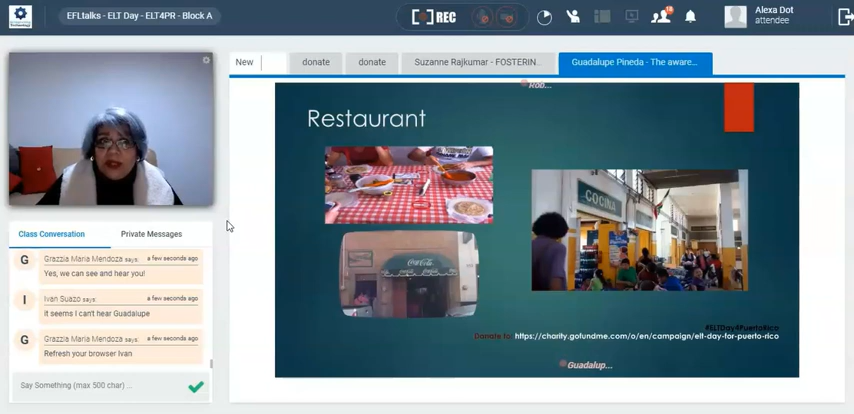 EFLtalks - ELT Day - ELT4PR - Block A
REC
18
Alexa Dot
attendee
New
donate
donate
Suzanne Rajkumar - FOSTERIN...
Guadalupe Pineda - The aware...
Rob...
Restaurant
COCINA
Coca-Cola
#ELTDay4PuertoRico
Donate to: https://charity.gofundme.com/o/en/campaign/elt-day-for-puerto-rico
Guadalup...
Class Conversation
Private Messages
G
Grazzia Maria Mendoza says:
a few seconds ago
Yes, we can see and hear you!
I
Ivan Suazo says:
a few seconds ago
it seems I can't hear Guadalupe
G
Grazzia Maria Mendoza says:
a few seconds ago
Refresh your browser Ivan
Say Something (max 500 char) ...